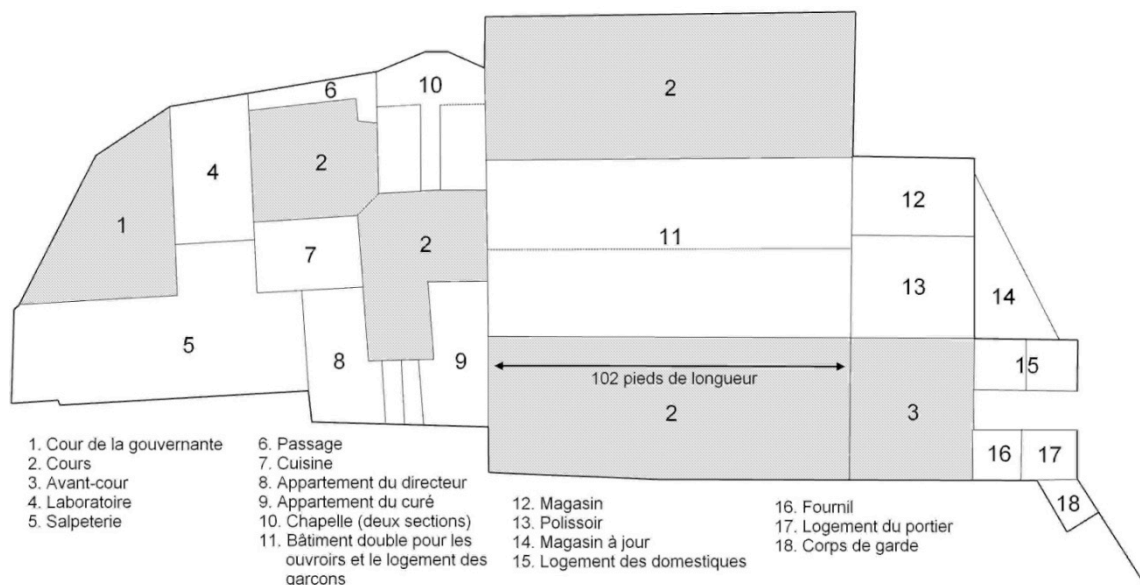 10
6
2
2
4
12
1
2
11
7
13
14
5
8
9
15
102 pieds de longueur
2
3
16
17
18
1. Cour de la gouvernante
2. Cours
3. Avant-cour
4. Laboratoire
5. Salpeterie
6. Passage
7. Cuisine
8. Appartement du directeur
9. Appartement du curé
10. Chapelle (deux sections)
11. Bâtiment double pour les
ouvroirs et le logement des
garçons
12. Magasin
13. Polissoir
14. Magasin à jour
15. Logement des domestiques
16. Fournil
17. Logement du portier
18. Corps de garde